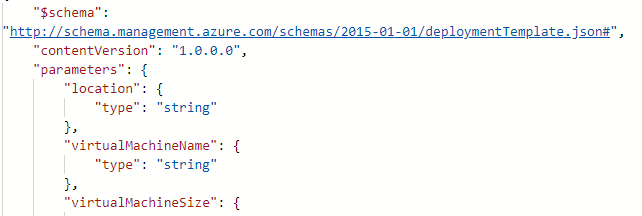 "$schema":
"http://schema.management.azure.com/schemas/2015-01-01/deploymentTemplate.json#",
"contentVersion": "1.0.0.0",
"parameters": {
"location": {
"type": "string"
},
"virtualMachineName": {
"type": "string"
},
"virtualMachineSize": {